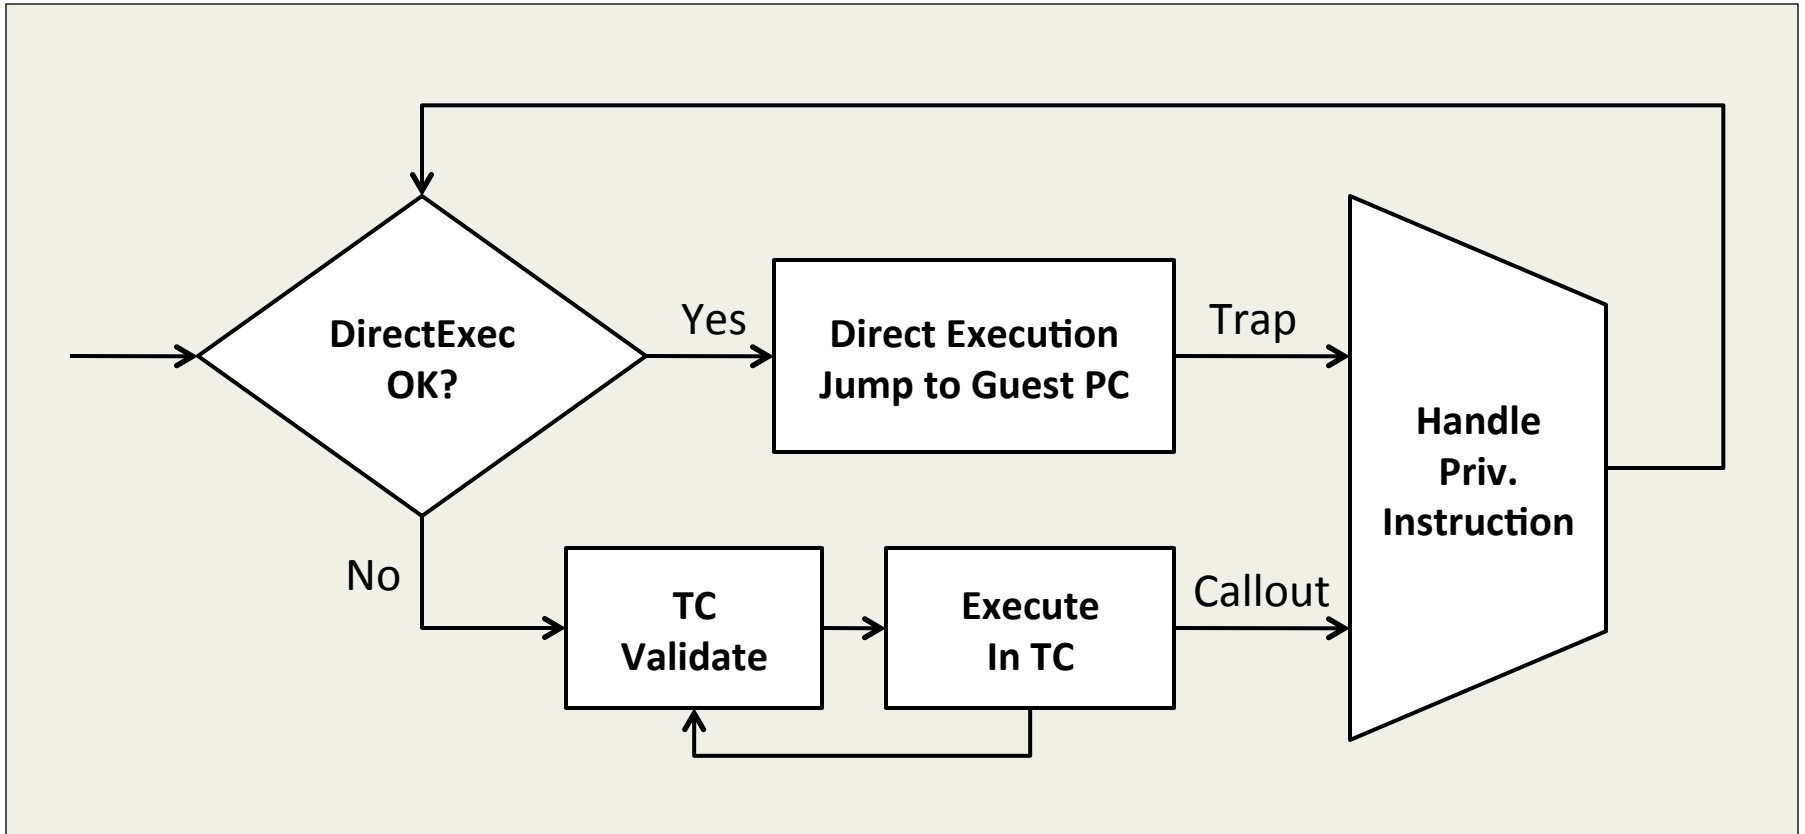 DirectExec
OK?
Yes
Direct Execution
Jump to Guest PC
Trap
Handle
Priv.
Instruction
No
TC
Validate
Execute
In TC
Callout